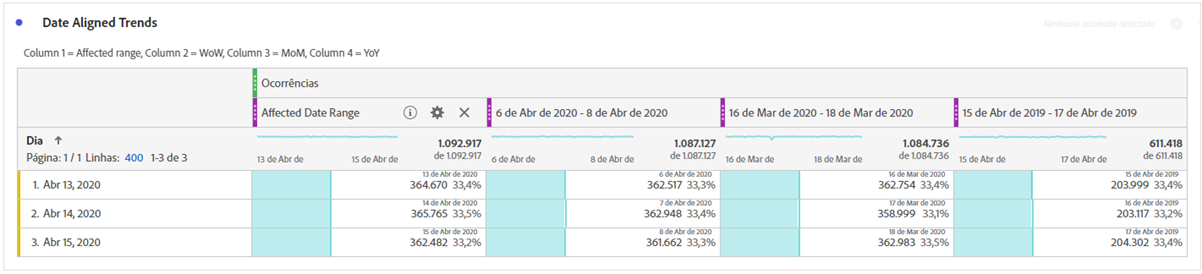 Date Aligned Trends
Nenhuma anomalia detectada
Column 1 = Affected range, Column 2 = WoW, Column 3 = MoM, Column 4 = YoY
Ocorrências
Affected Date Range 6 de Abr de 2020 - 8 de Abr de 2020 16 de Mar de 2020 - 18 de Mar de 2020 15 de Abr de 2019 - 17 de Abr de 2019
Dia ↑ 1.092.917 1.087.127 1.084.736 611.418
Página: 1 / 1 Linhas: 400 1-3 de 3 13 de Abr de 15 de Abr de de 1.092.917 6 de Abr de 8 de Abr de de 1.087.127 16 de Mar de 18 de Mar de de 1.084.736 15 de Abr de 17 de Abr de de 611.418
13 de Abr de 2020 6 de Abr de 2020 16 de Mar de 2020 15 de Abr de 2019
1. Abr 13, 2020 364.670 33,4% 362.517 33,3% 362.754 33,4% 203.999 33,4%
14 de Abr de 2020 7 de Abr de 2020 17 de Mar de 2020 16 de Abr de 2019
2. Abr 14, 2020 365.765 33,5% 362.948 33,4% 358.999 33,1% 203.117 33,2%
15 de Abr de 2020 8 de Abr de 2020 18 de Mar de 2020 17 de Abr de 2019
3. Abr 15, 2020 362.482 33,2% 361.662 33,3% 362.983 33,5% 204.302 33,4%